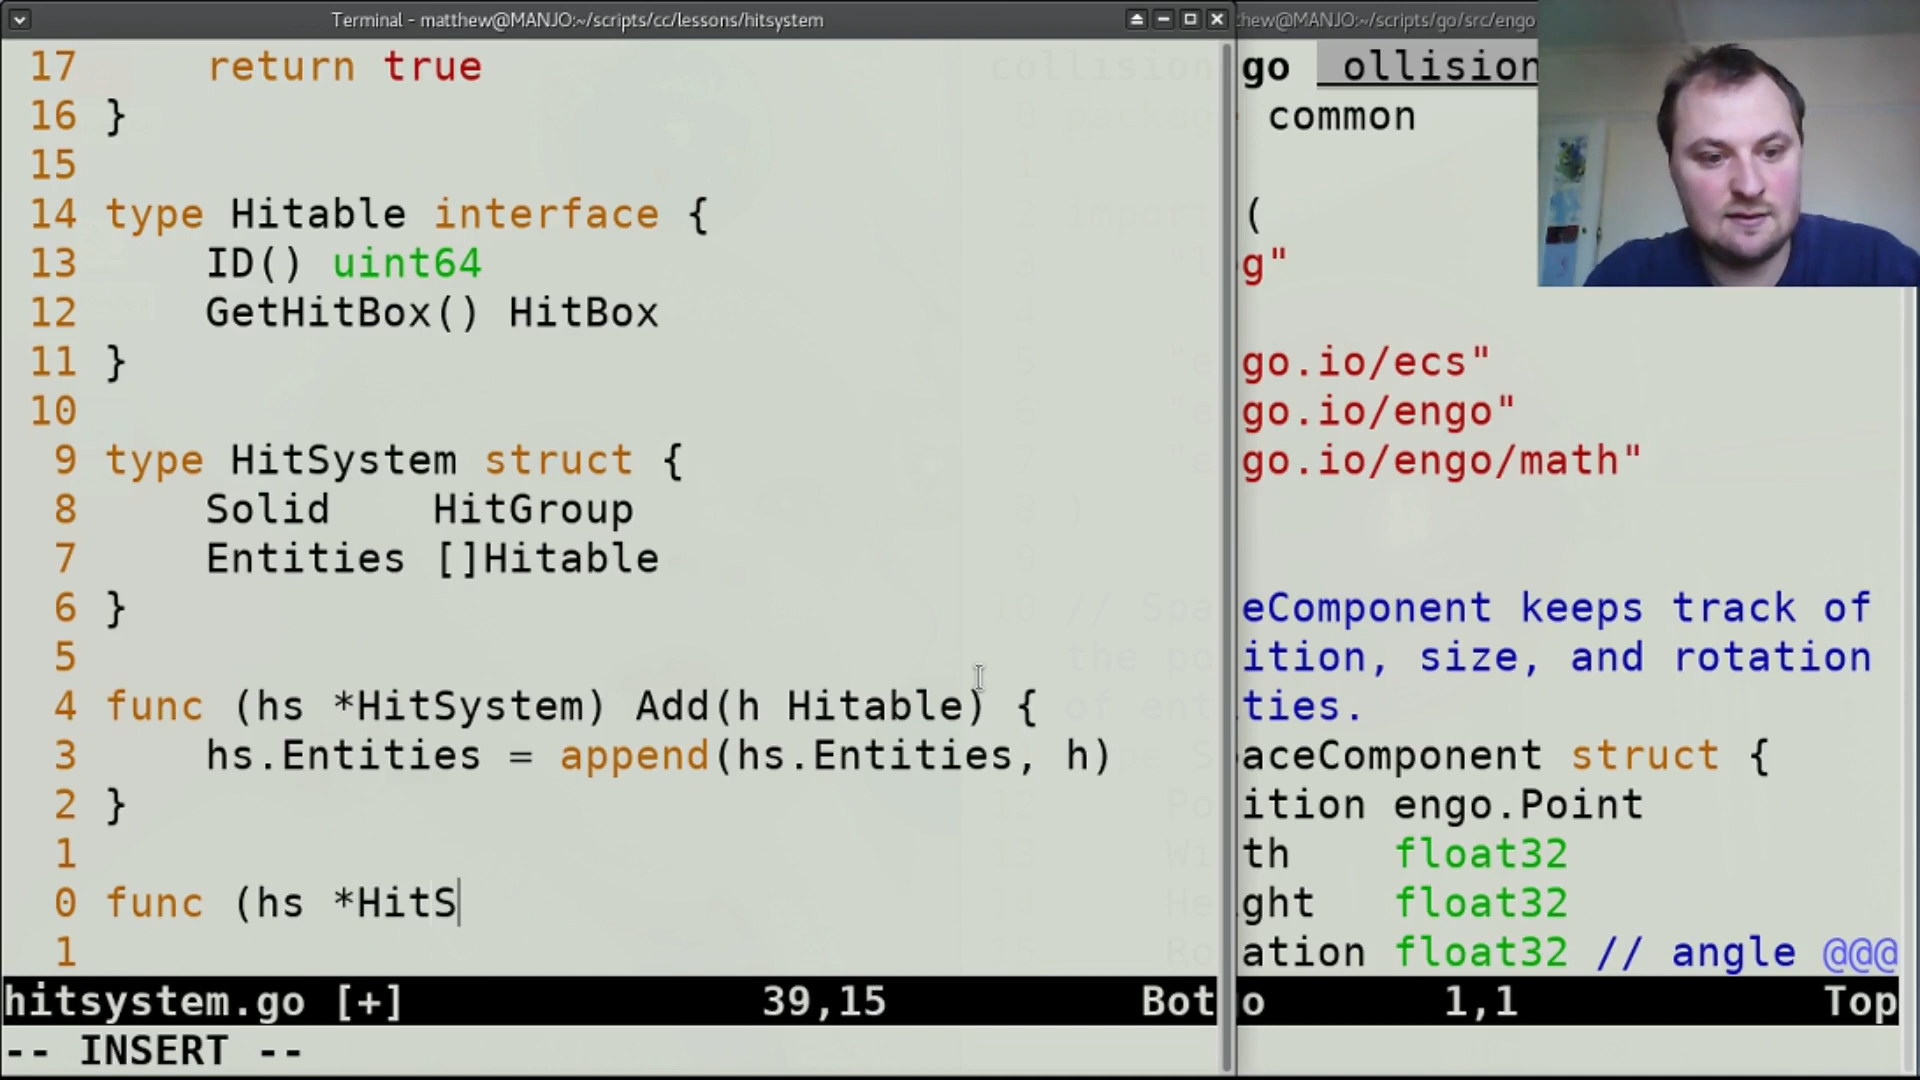 Terminal - matthew@MANJO:~/scripts/cc/lessons/hitsystem
17 return true
16 }
15
14 type Hitable interface {
13 ID() uint64
12 GetHitBox() HitBox
11 }
10
9 type HitSystem struct {
8 Solid HitGroup
7 Entities []Hitable
6 }
5
4 func (hs *HitSystem) Add(h Hitable) {
3 hs.Entities = append(hs.Entities, h)
2 }
1
0 func (hs *HitS
1
hitsystem.go [+] 39,15 Bot
-- INSERT --
hew@MANJO:~/scripts/go/src/engo
go ollision
common
(
g"
go.io/ecs"
go.io/engo"
go.io/engo/math"
eComponent keeps track of
ition, size, and rotation
ties.
aceComponent struct {
ition engo.Point
th float32
ght float32
ation float32 // angle @@@
o 1,1 Top